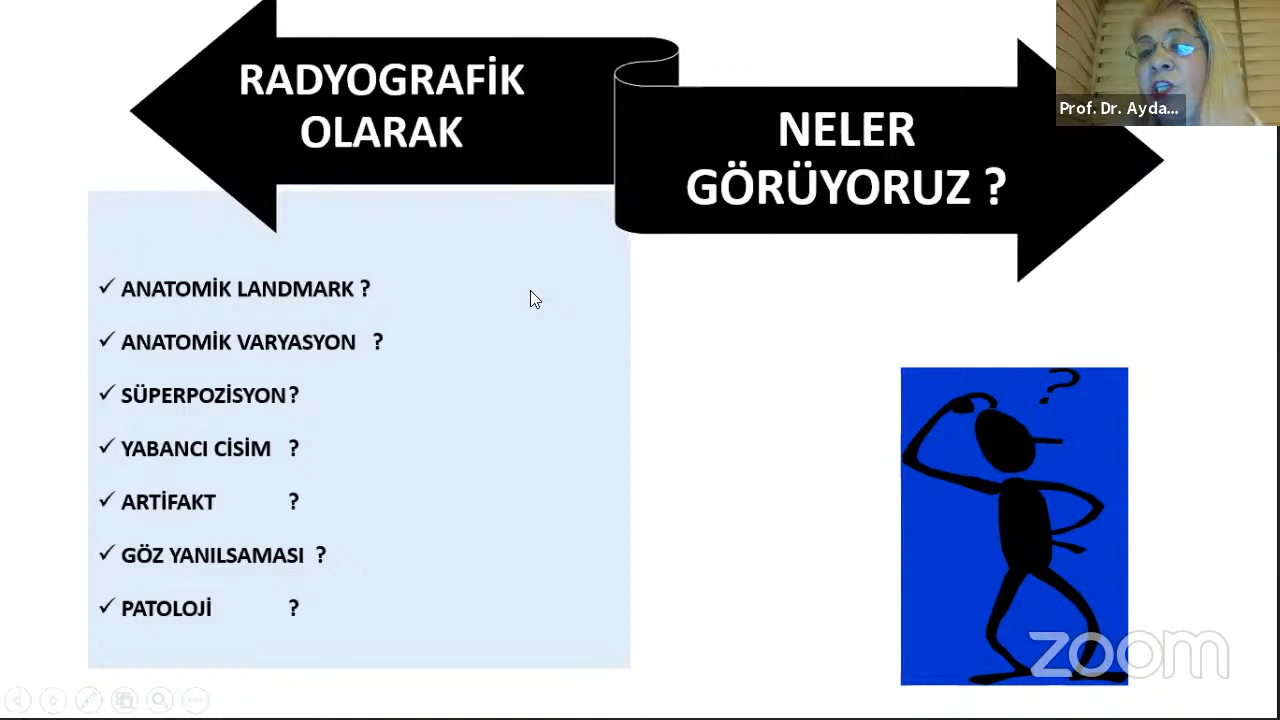 RADYOGRAFİK
OLARAK
NELER
GÖRÜYORUZ ?
Prof. Dr. Ayda...
✓ ANATOMİK LANDMARK ?
✓ ANATOMİK VARYASYON ?
✓ SÜPERPOZİSYON ?
✓ YABANCI CİSİM ?
✓ ARTİFAKT ?
✓ GÖZ YANILSAMASI ?
✓ PATOLOJİ ?
?
zoom